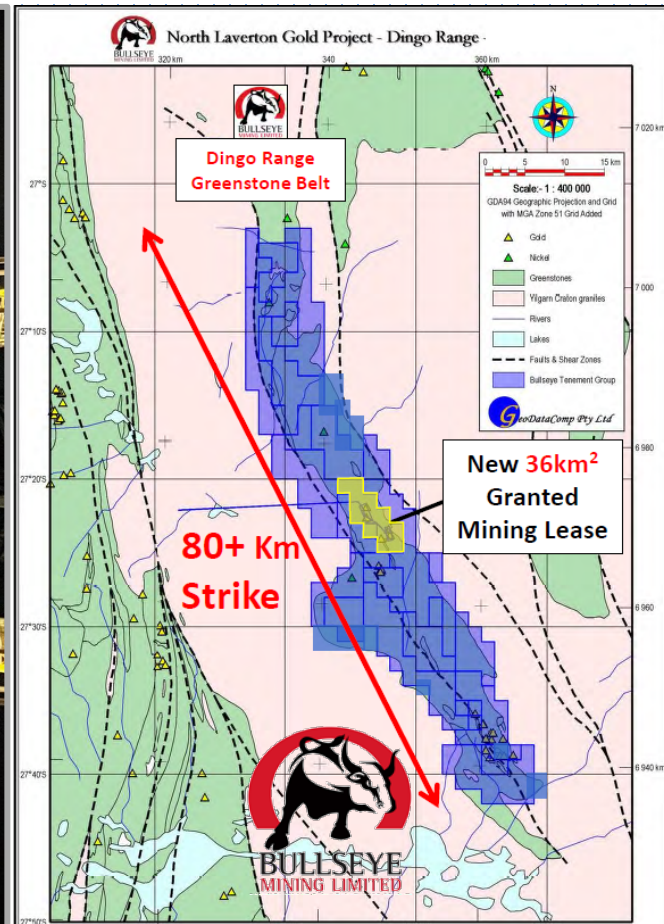 BULLSEYE
MINING LIMITED
North Laverton Gold Project - Dingo Range -
320 km
340
360 km
BULLSEYE
MINING LIMITED
Dingo Range
Greenstone Belt
N
7 020 km
0 5 10 15 km
Scale:- 1 : 400 000
GDA94 Geographic Projection and Grid
with MGA Zone 51 Grid Added
Gold
Nickel
Greenstones
Yilgarn Craton granites
Rivers
Lakes
Faults & Shear Zones
Bullseye Tenement Group
GeoDataComp Pty Ltd
27°S
7 000
27°10'S
27°20'S
6 980
New 36km²
Granted
Mining Lease
80+ Km
Strike
27°30'S
6 960
27°40'S
6 940 km
BULLSEYE
MINING LIMITED
27°50'S